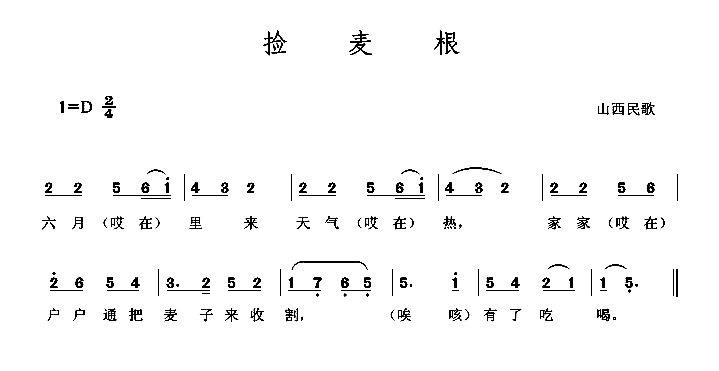 捡 麦 根
1=D 2/4
山西民歌
2 2 5 6 i | 4 3 2 | 2 2 5 6 i | 4 3 2 | 2 2 5 6 |
六 月 （哎 在） 里 来 天 气 （哎 在） 热， 家 家 （哎 在）
2 6 5 4 | 3. 2 5 2 | 1 7 6 5 | 5. i | 5 4 2 1 | 1 5. ‖
户 户 通 把 麦 子 来 收 割， （唉 咳） 有 了 吃 喝。